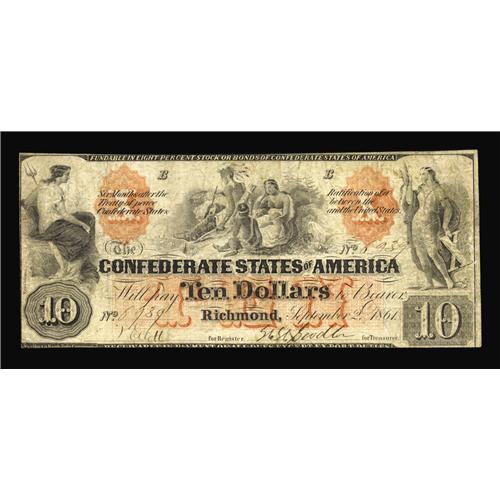 FUNDABLE IN EIGHT PERCENT STOCK OR BONDS OF CONFEDERATE STATES OF AMERICA
B B
Six Months after the Ratification of a
Treaty of peace between the
Confederate States. and the United States.
The No
CONFEDERATE STATES OF AMERICA
Will pay Ten Dollars to Bearer
No
Richmond, September 2, 1861
10 10
for Register. for Treasurer.